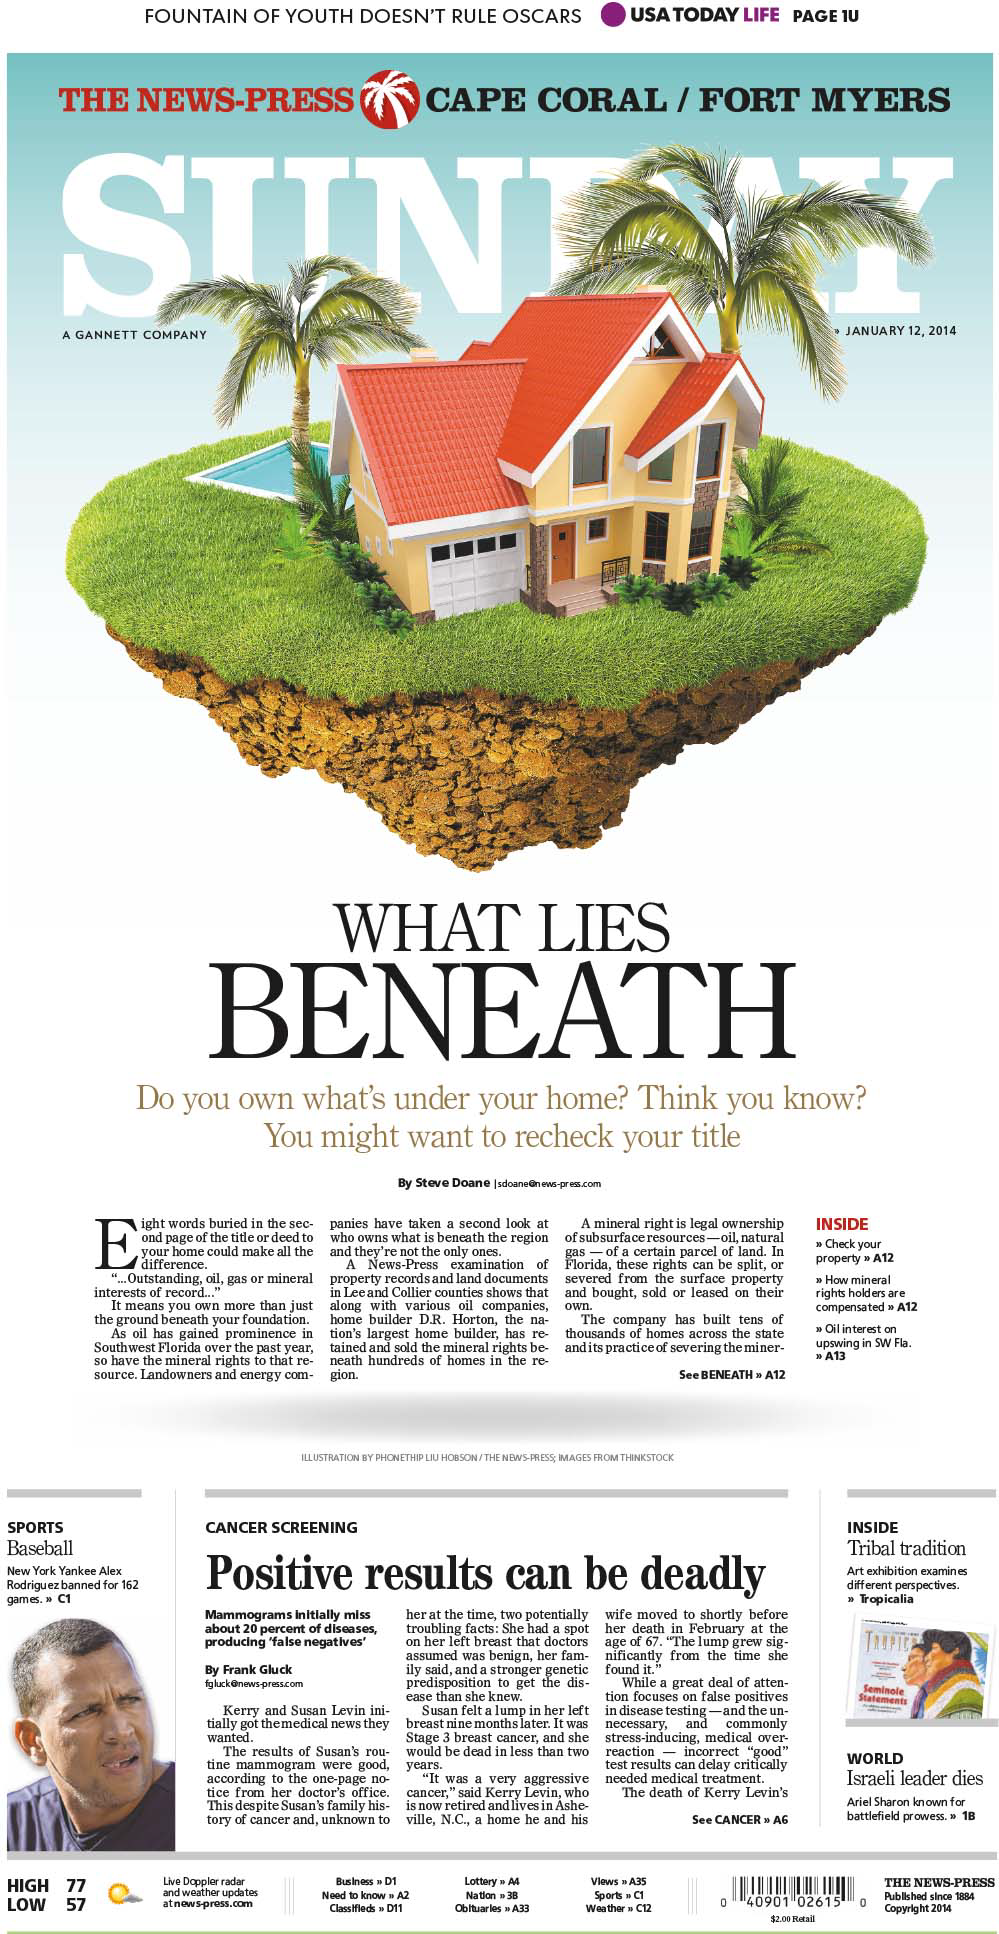 FOUNTAIN OF YOUTH DOESN'T RULE OSCARS USA TODAY LIFE PAGE 1U
THE NEWS-PRESS CAPE CORAL / FORT MYERS
SUNDAY
A GANNETT COMPANY
» JANUARY 12, 2014
WHAT LIES
BENEATH
Do you own what's under your home? Think you know?
You might want to recheck your title
By Steve Doane | sdoane@news-press.com
Eight words buried in the sec-
ond page of the title or deed to
your home could make all the
difference.
"...Outstanding, oil, gas or mineral
interests of record..."
It means you own more than just
the ground beneath your foundation.
As oil has gained prominence in
Southwest Florida over the past year,
so have the mineral rights to that re-
source. Landowners and energy com-
panies have taken a second look at
who owns what is beneath the region
and they're not the only ones.
A News-Press examination of
property records and land documents
in Lee and Collier counties shows that
along with various oil companies,
home builder D.R. Horton, the na-
tion's largest home builder, has re-
tained and sold the mineral rights be-
neath hundreds of homes in the re-
gion.
A mineral right is legal ownership
of subsurface resources — oil, natural
gas — of a certain parcel of land. In
Florida, these rights can be split, or
severed from the surface property
and bought, sold or leased on their
own.
The company has built tens of
thousands of homes across the state
and its practice of severing the miner-
See BENEATH » A12
INSIDE
» Check your
property » A12
» How mineral
rights holders are
compensated » A12
» Oil interest on
upswing in SW Fla.
» A13
ILLUSTRATION BY PHONETHIP LIU HOBSON / THE NEWS-PRESS; IMAGES FROM THINKSTOCK
SPORTS
Baseball
New York Yankee Alex
Rodriguez banned for 162
games. » C1
CANCER SCREENING
Positive results can be deadly
Mammograms initially miss
about 20 percent of diseases,
producing 'false negatives'
By Frank Gluck
fgluck@news-press.com
Kerry and Susan Levin ini-
tially got the medical news they
wanted.
The results of Susan's rou-
tine mammogram were good,
according to the one-page no-
tice from her doctor's office.
This despite Susan's family his-
tory of cancer and, unknown to
her at the time, two potentially
troubling facts: She had a spot
on her left breast that doctors
assumed was benign, her fam-
ily said, and a stronger genetic
predisposition to get the dis-
ease than she knew.
Susan felt a lump in her left
breast nine months later. It was
Stage 3 breast cancer, and she
would be dead in less than two
years.
"It was a very aggressive
cancer," said Kerry Levin, who
is now retired and lives in Ashe-
ville, N.C., a home he and his
wife moved to shortly before
her death in February at the
age of 67. "The lump grew sig-
nificantly from the time she
found it."
While a great deal of atten-
tion focuses on false positives
in disease testing — and the un-
necessary, and commonly
stress-inducing, medical over-
reaction — incorrect "good"
test results can delay critically
needed medical treatment.
The death of Kerry Levin's
See CANCER » A6
INSIDE
Tribal tradition
Art exhibition examines
different perspectives.
» Tropicalia
Seminole
Statements
WORLD
Israeli leader dies
Ariel Sharon known for
battlefield prowess. » 1B
HIGH 77
LOW 57
Live Doppler radar
and weather updates
at news-press.com
Business » D1
Need to know » A2
Classifieds » D11
Lottery » A4
Nation » 3B
Obituaries » A33
Views » A35
Sports » C1
Weather » C12
0 40901 02615 0
$2.00 Retail
THE NEWS-PRESS
Published since 1884
Copyright 2014